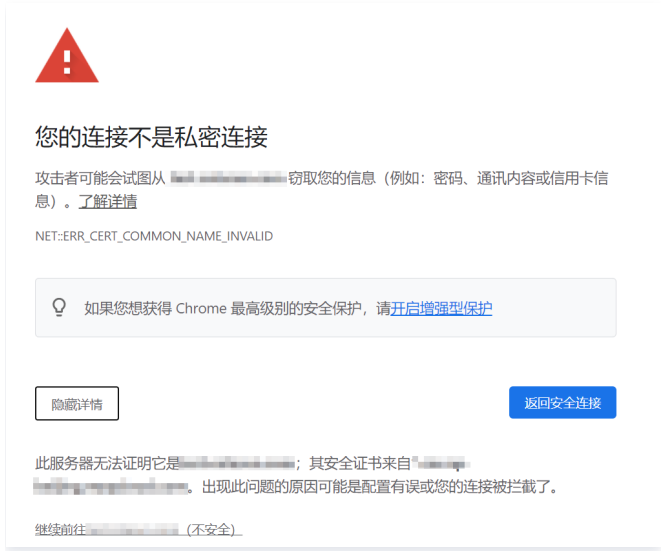 您的连接不是私密连接
攻击者可能会试图从 窃取您的信息（例如：密码、通讯内容或信用卡信
息）。了解详情
NET::ERR_CERT_COMMON_NAME_INVALID
如果您想获得 Chrome 最高级别的安全保护，请开启增强型保护
隐藏详情
返回安全连接
此服务器无法证明它是；其安全证书来自
。出现此问题的原因可能是配置有误或您的连接被拦截了。
继续前往（不安全）